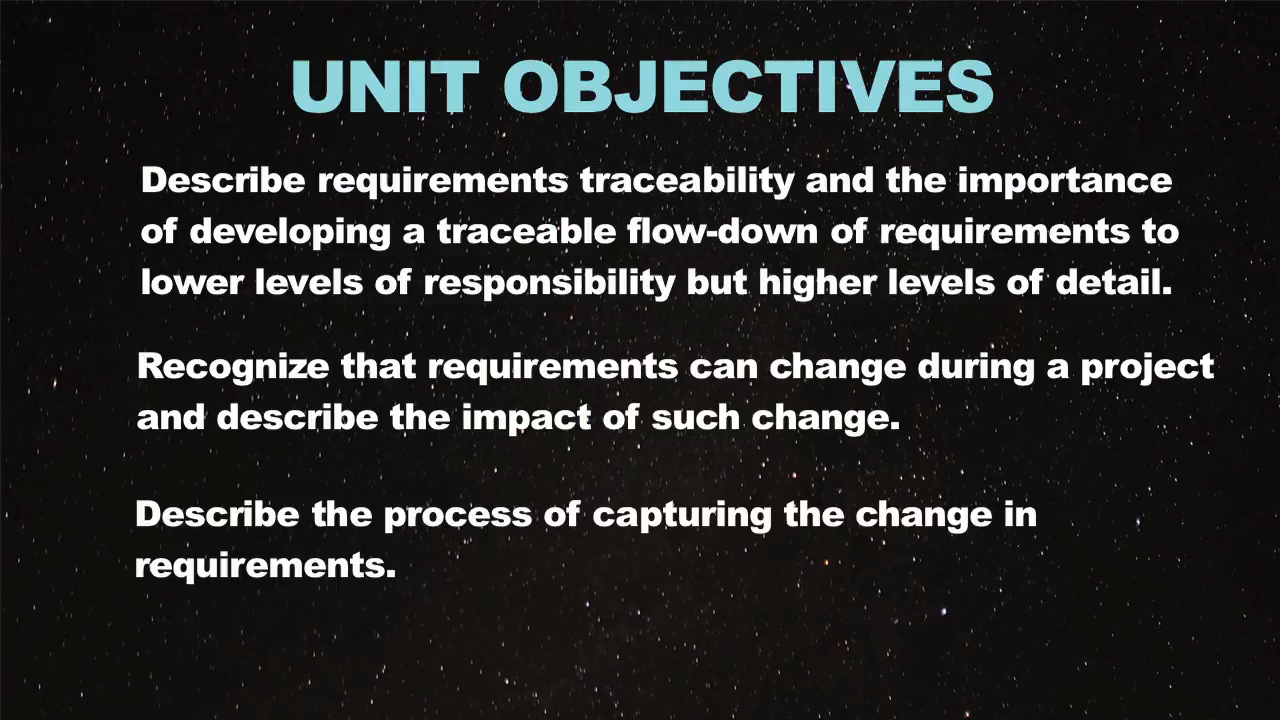 UNIT OBJECTIVES
Describe requirements traceability and the importance
of developing a traceable flow-down of requirements to
lower levels of responsibility but higher levels of detail.
Recognize that requirements can change during a project
and describe the impact of such change.
Describe the process of capturing the change in
requirements.